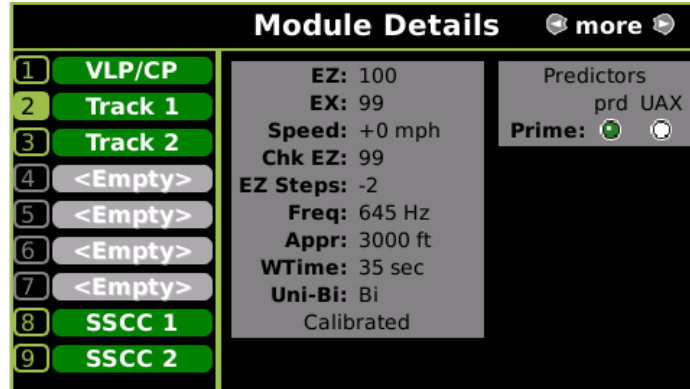 Module Details
more
1 VLP/CP
2 Track 1
3 Track 2
4 <Empty>
5 <Empty>
6 <Empty>
7 <Empty>
8 SSCC 1
9 SSCC 2
EZ: 100
EX: 99
Speed: +0 mph
Chk EZ: 99
EZ Steps: -2
Freq: 645 Hz
Appr: 3000 ft
WTime: 35 sec
Uni-Bi: Bi
Calibrated
Predictors
prd UAX
Prime: